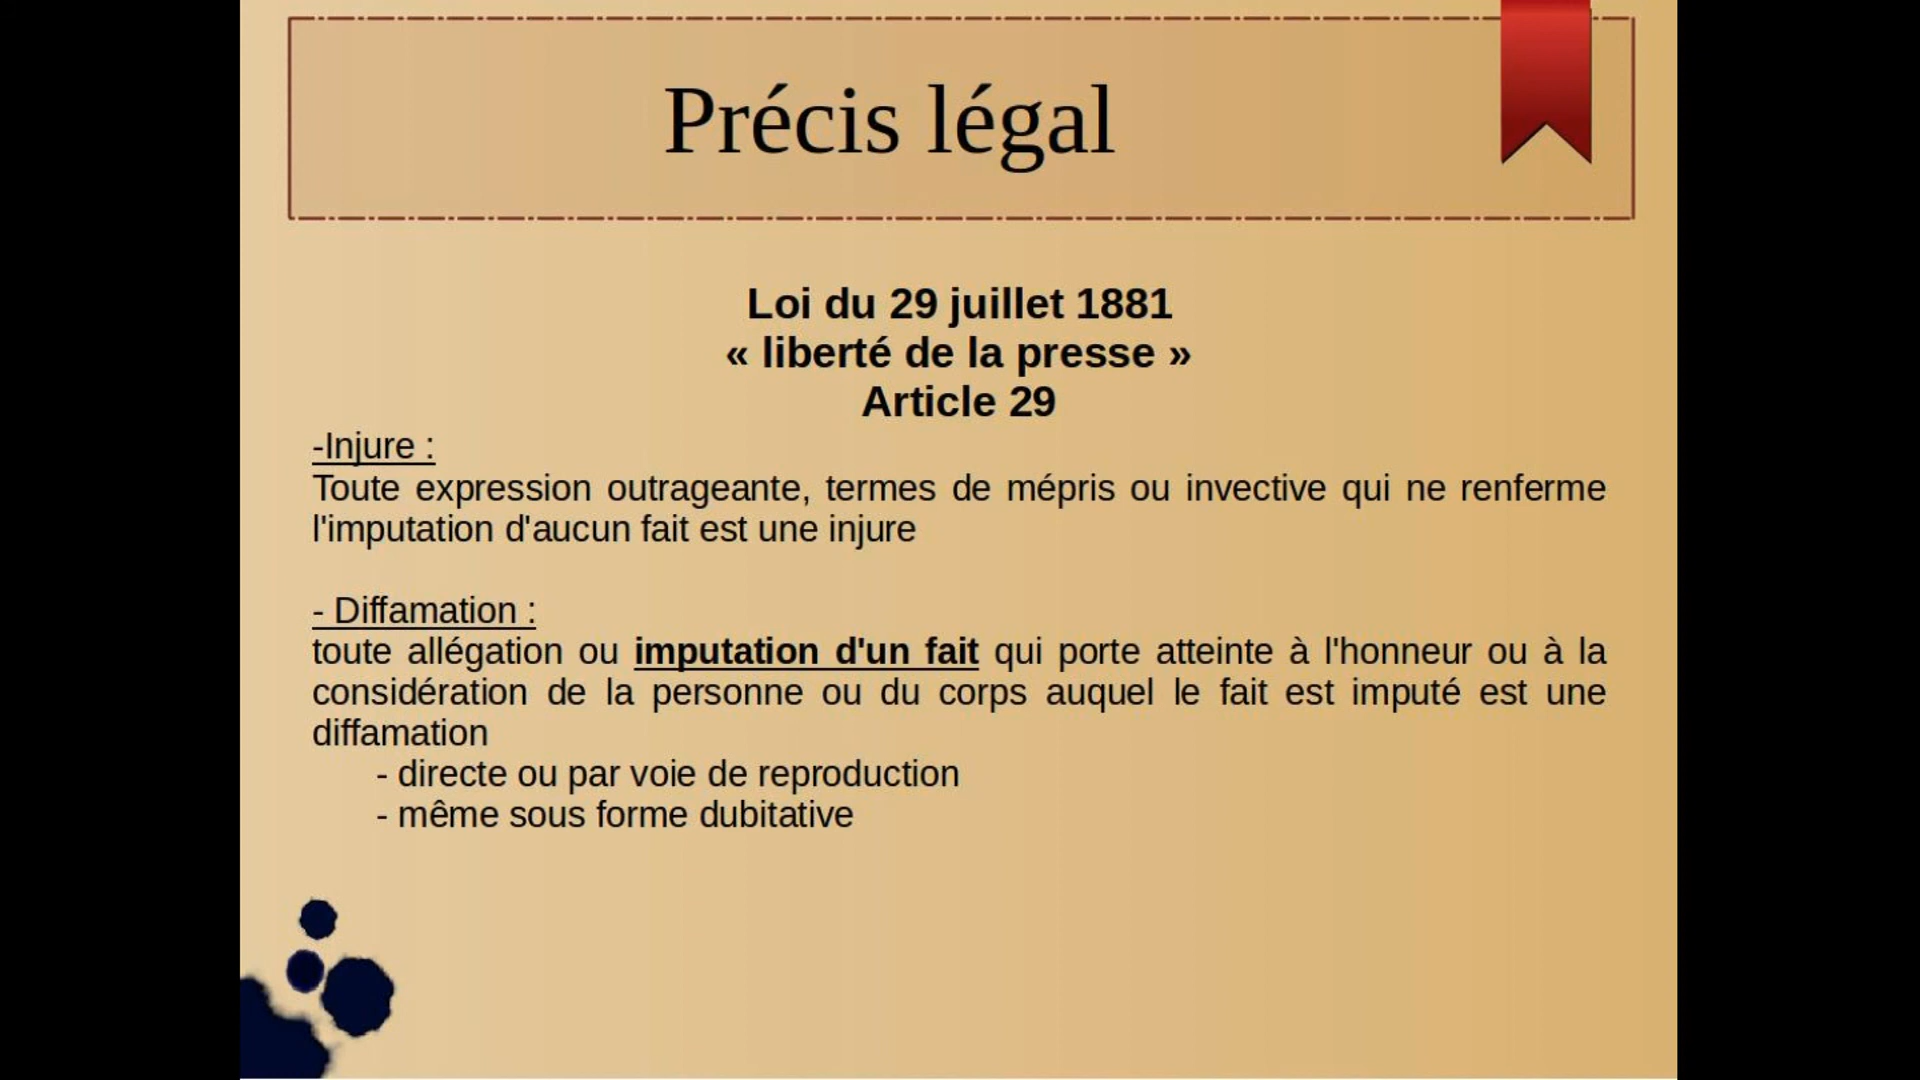 Précis légal
Loi du 29 juillet 1881
« liberté de la presse »
Article 29
-Injure :
Toute expression outrageante, termes de mépris ou invective qui ne renferme
l'imputation d'aucun fait est une injure
- Diffamation :
toute allégation ou imputation d'un fait qui porte atteinte à l'honneur ou à la
considération de la personne ou du corps auquel le fait est imputé est une
diffamation
- directe ou par voie de reproduction
- même sous forme dubitative